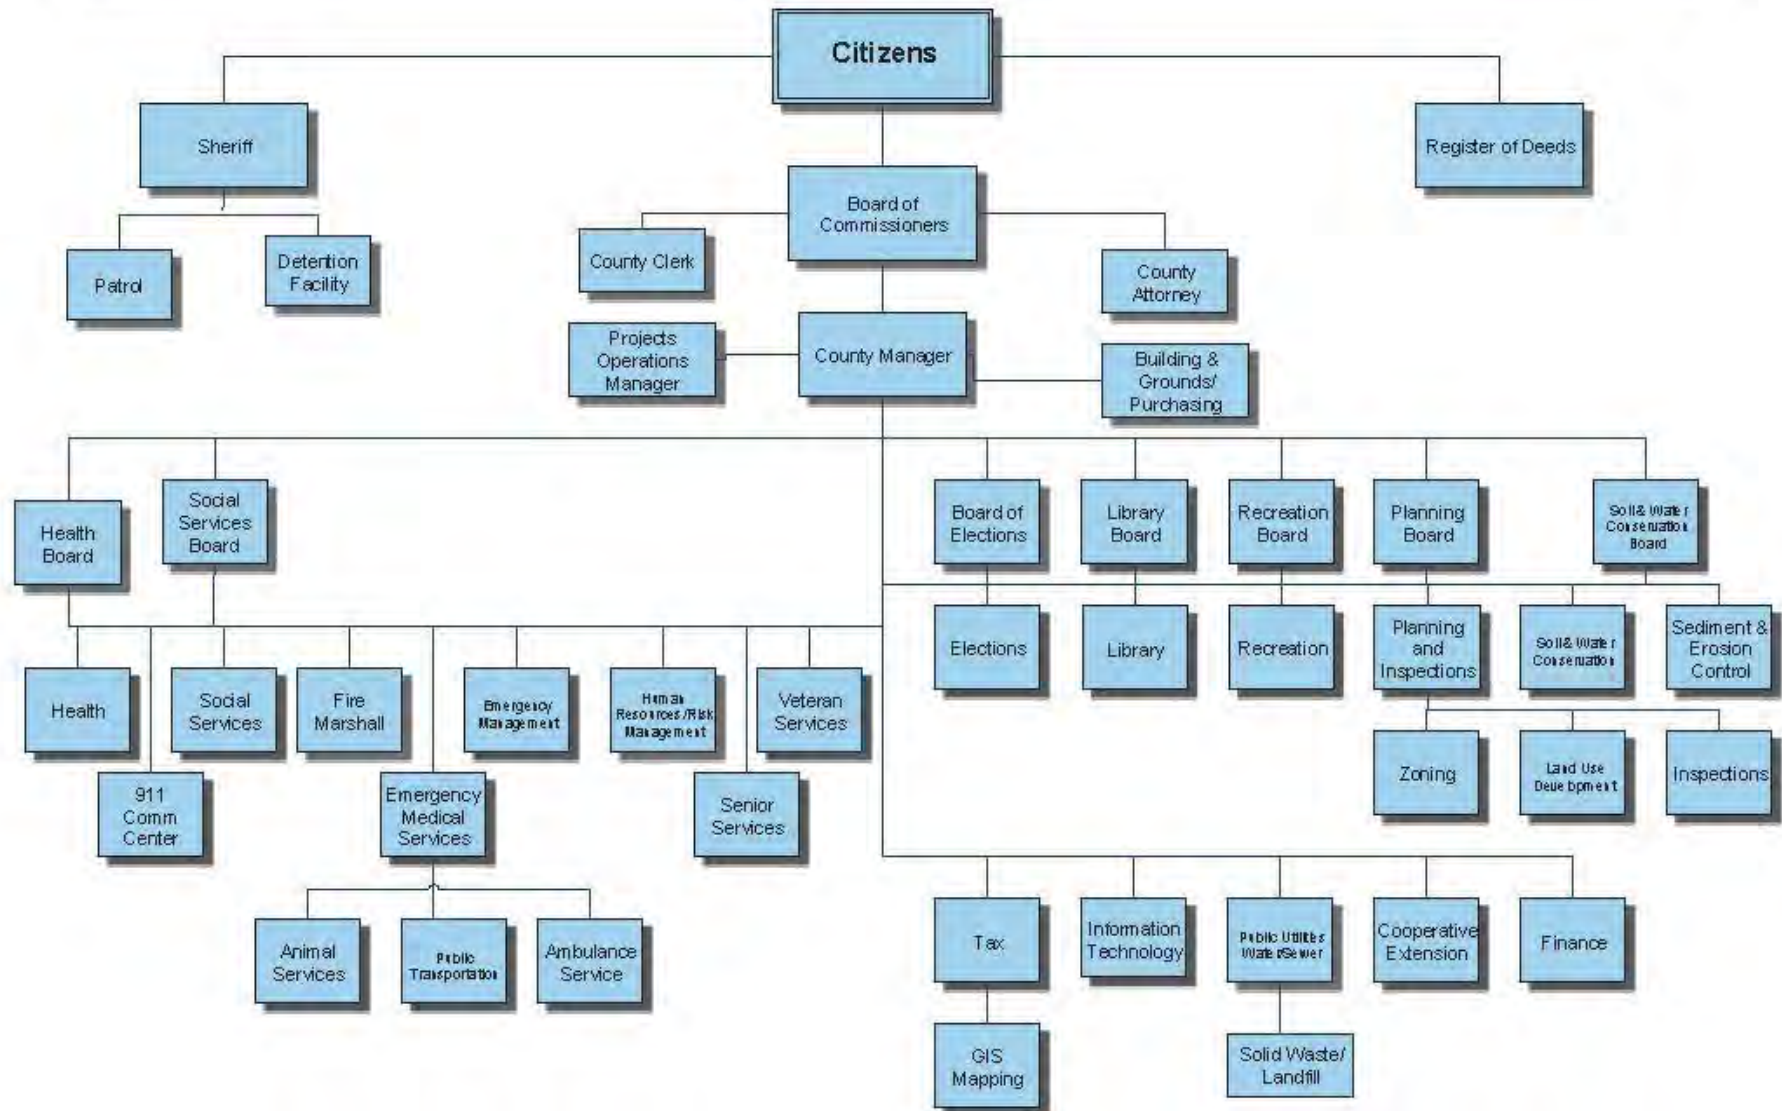 Citizens
Sheriff
Register of Deeds
Board of
Commissioners
County Clerk
County
Attorney
Patrol
Detention
Facility
Projects
Operations
Manager
County Manager
Building &
Grounds/
Purchasing
Health
Board
Social
Services
Board
Board of
Elections
Library
Board
Recreation
Board
Planning
Board
Soil & Water
Conservation
Board
Elections
Library
Recreation
Planning
and
Inspections
Soil & Water
Conservation
Sediment &
Erosion
Control
Health
Social
Services
Fire
Marshall
Emergency
Management
Human
Resources/Risk
Management
Veteran
Services
911
Comm
Center
Emergency
Medical
Services
Senior
Services
Zoning
Land Use
Development
Inspections
Animal
Services
Public
Transportation
Ambulance
Service
Tax
Information
Technology
Public Utilities
Water/Sewer
Cooperative
Extension
Finance
GIS
Mapping
Solid Waste/
Landfill